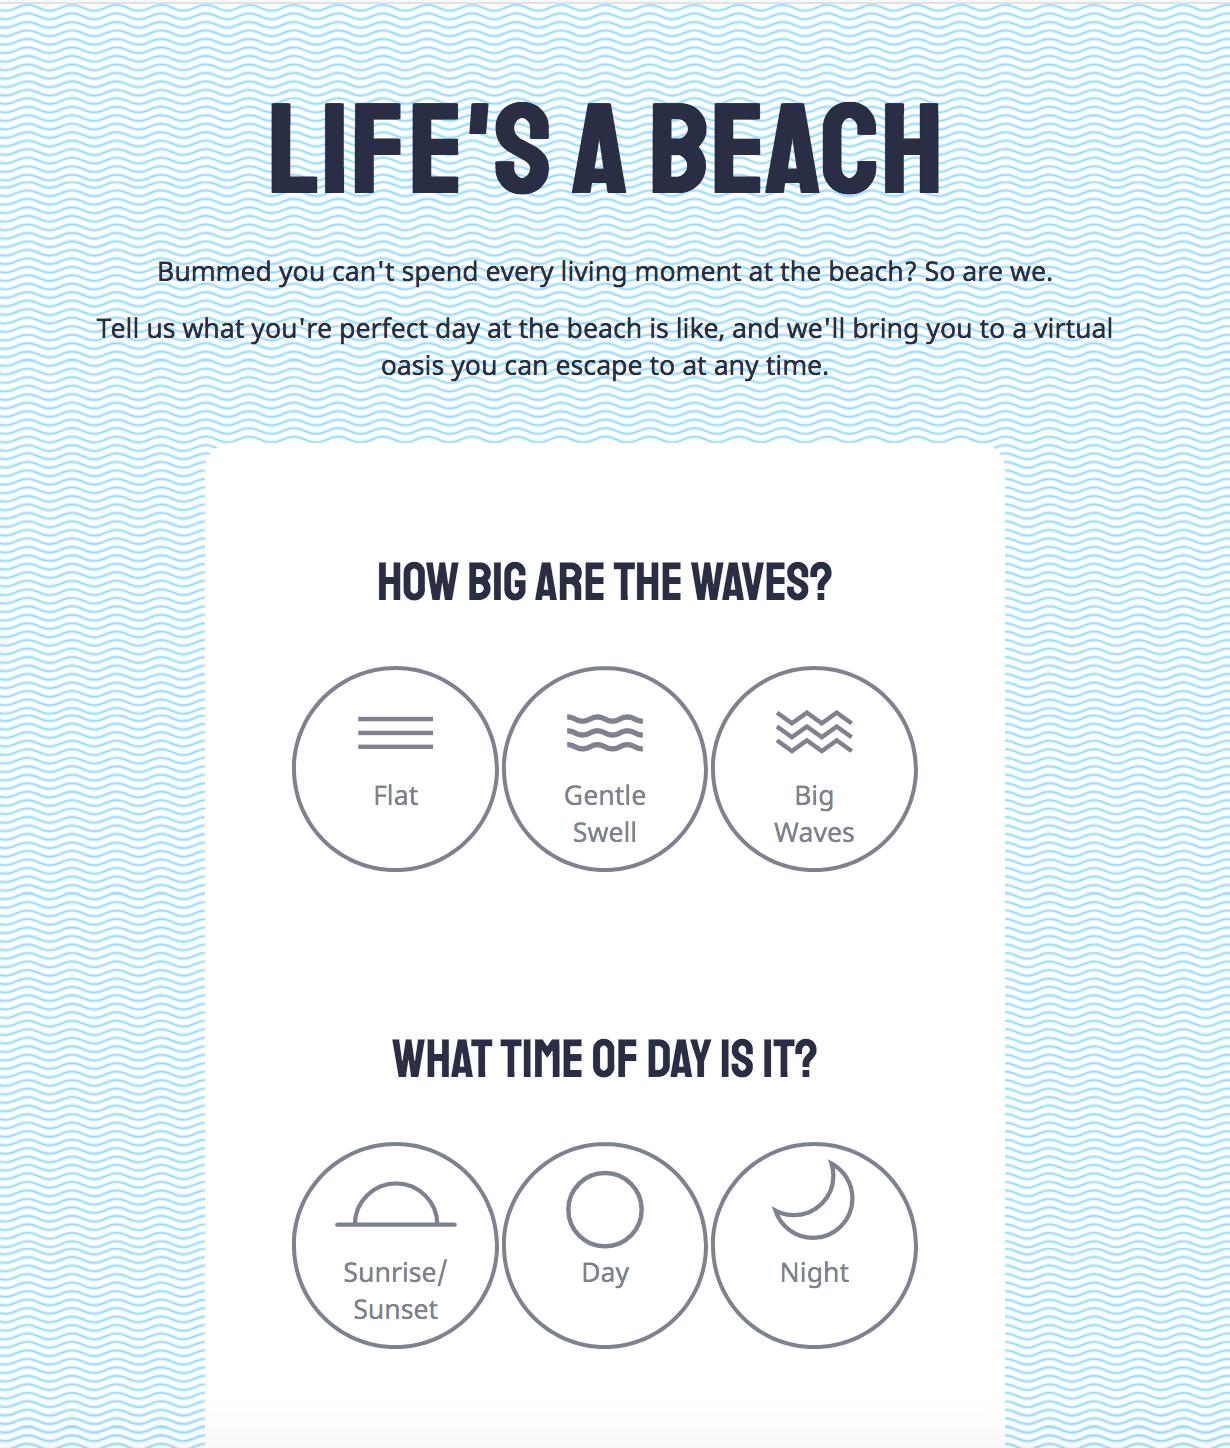 LIFE'S A BEACH
Bummed you can't spend every living moment at the beach? So are we.
Tell us what you're perfect day at the beach is like, and we'll bring you to a virtual
oasis you can escape to at any time.
HOW BIG ARE THE WAVES?
Flat
Gentle
Swell
Big
Waves
WHAT TIME OF DAY IS IT?
Sunrise/
Sunset
Day
Night